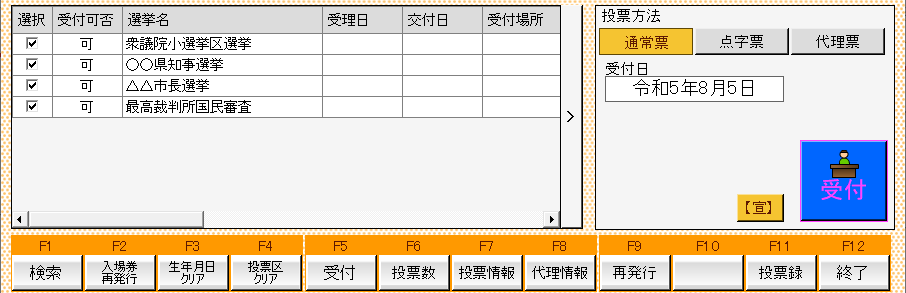 選択 受付可否 選挙名 受理日 交付日 受付場所
可 衆議院小選挙区選挙
可 〇〇県知事選挙
可 △△市長選挙
可 最高裁判所国民審査
投票方法
通常票 点字票 代理票
受付日
令和5年8月5日
受付
【宣】
F1 F2 F3 F4 F5 F6 F7 F8 F9 F10 F11 F12
検索
入場券
再発行
生年月日
クリア
投票区
クリア
受付
投票数
投票情報
代理情報
再発行
投票録
終了